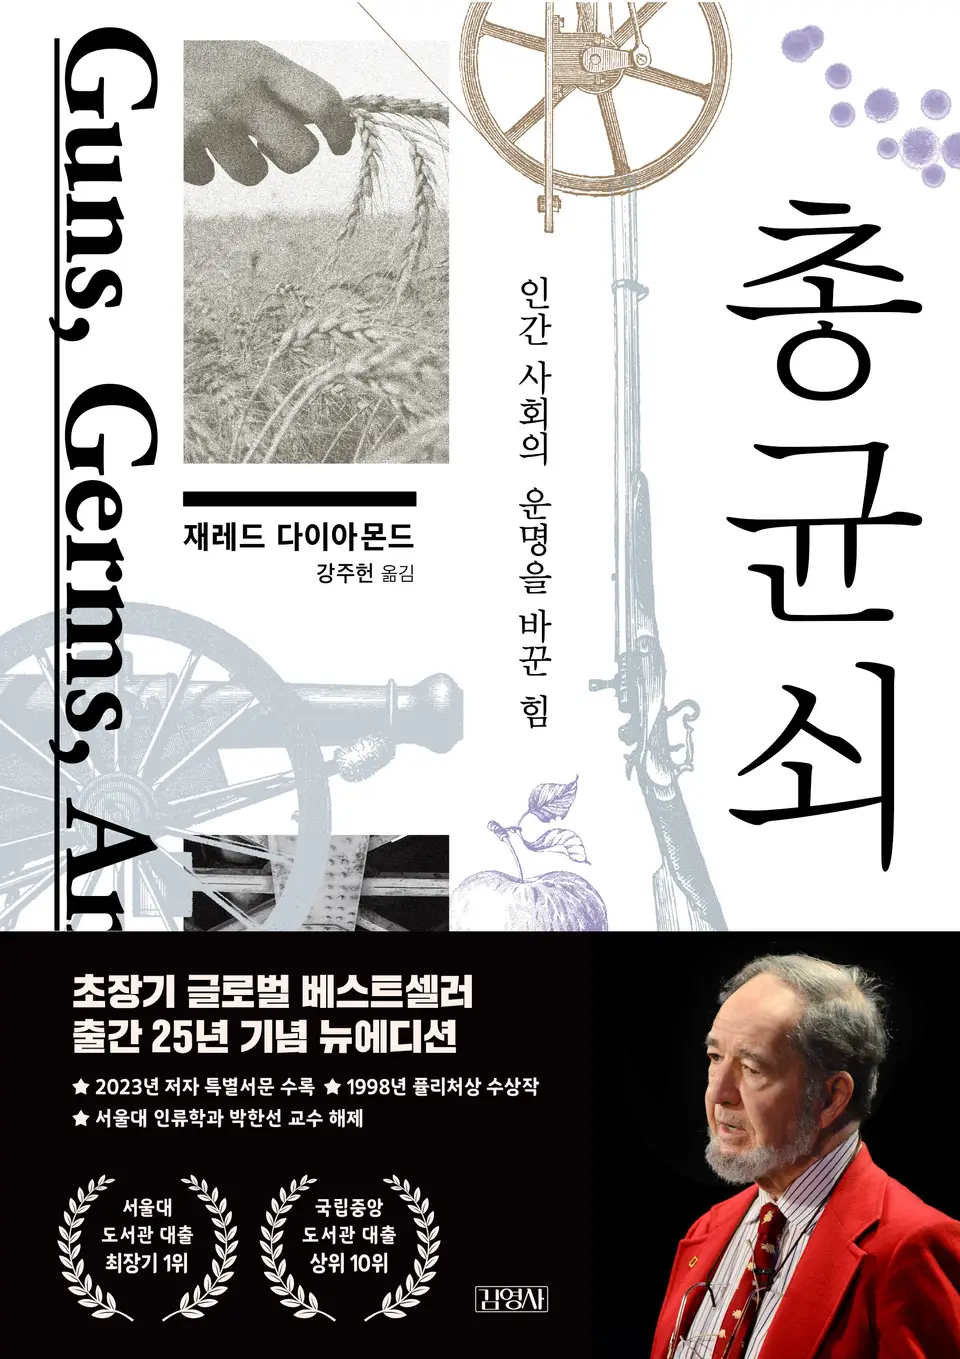 Guns, Germs, An
총 균 쇠
인간 사회의 운명을 바꾼 힘
재레드 다이아몬드
강주헌 옮김
초장기 글로벌 베스트셀러
출간 25년 기념 뉴에디션
★ 2023년 저자 특별서문 수록 ★ 1998년 퓰리처상 수상작
★ 서울대 인류학과 박한선 교수 해제
서울대
도서관 대출
최장기 1위
국립중앙
도서관 대출
상위 10위
김영사